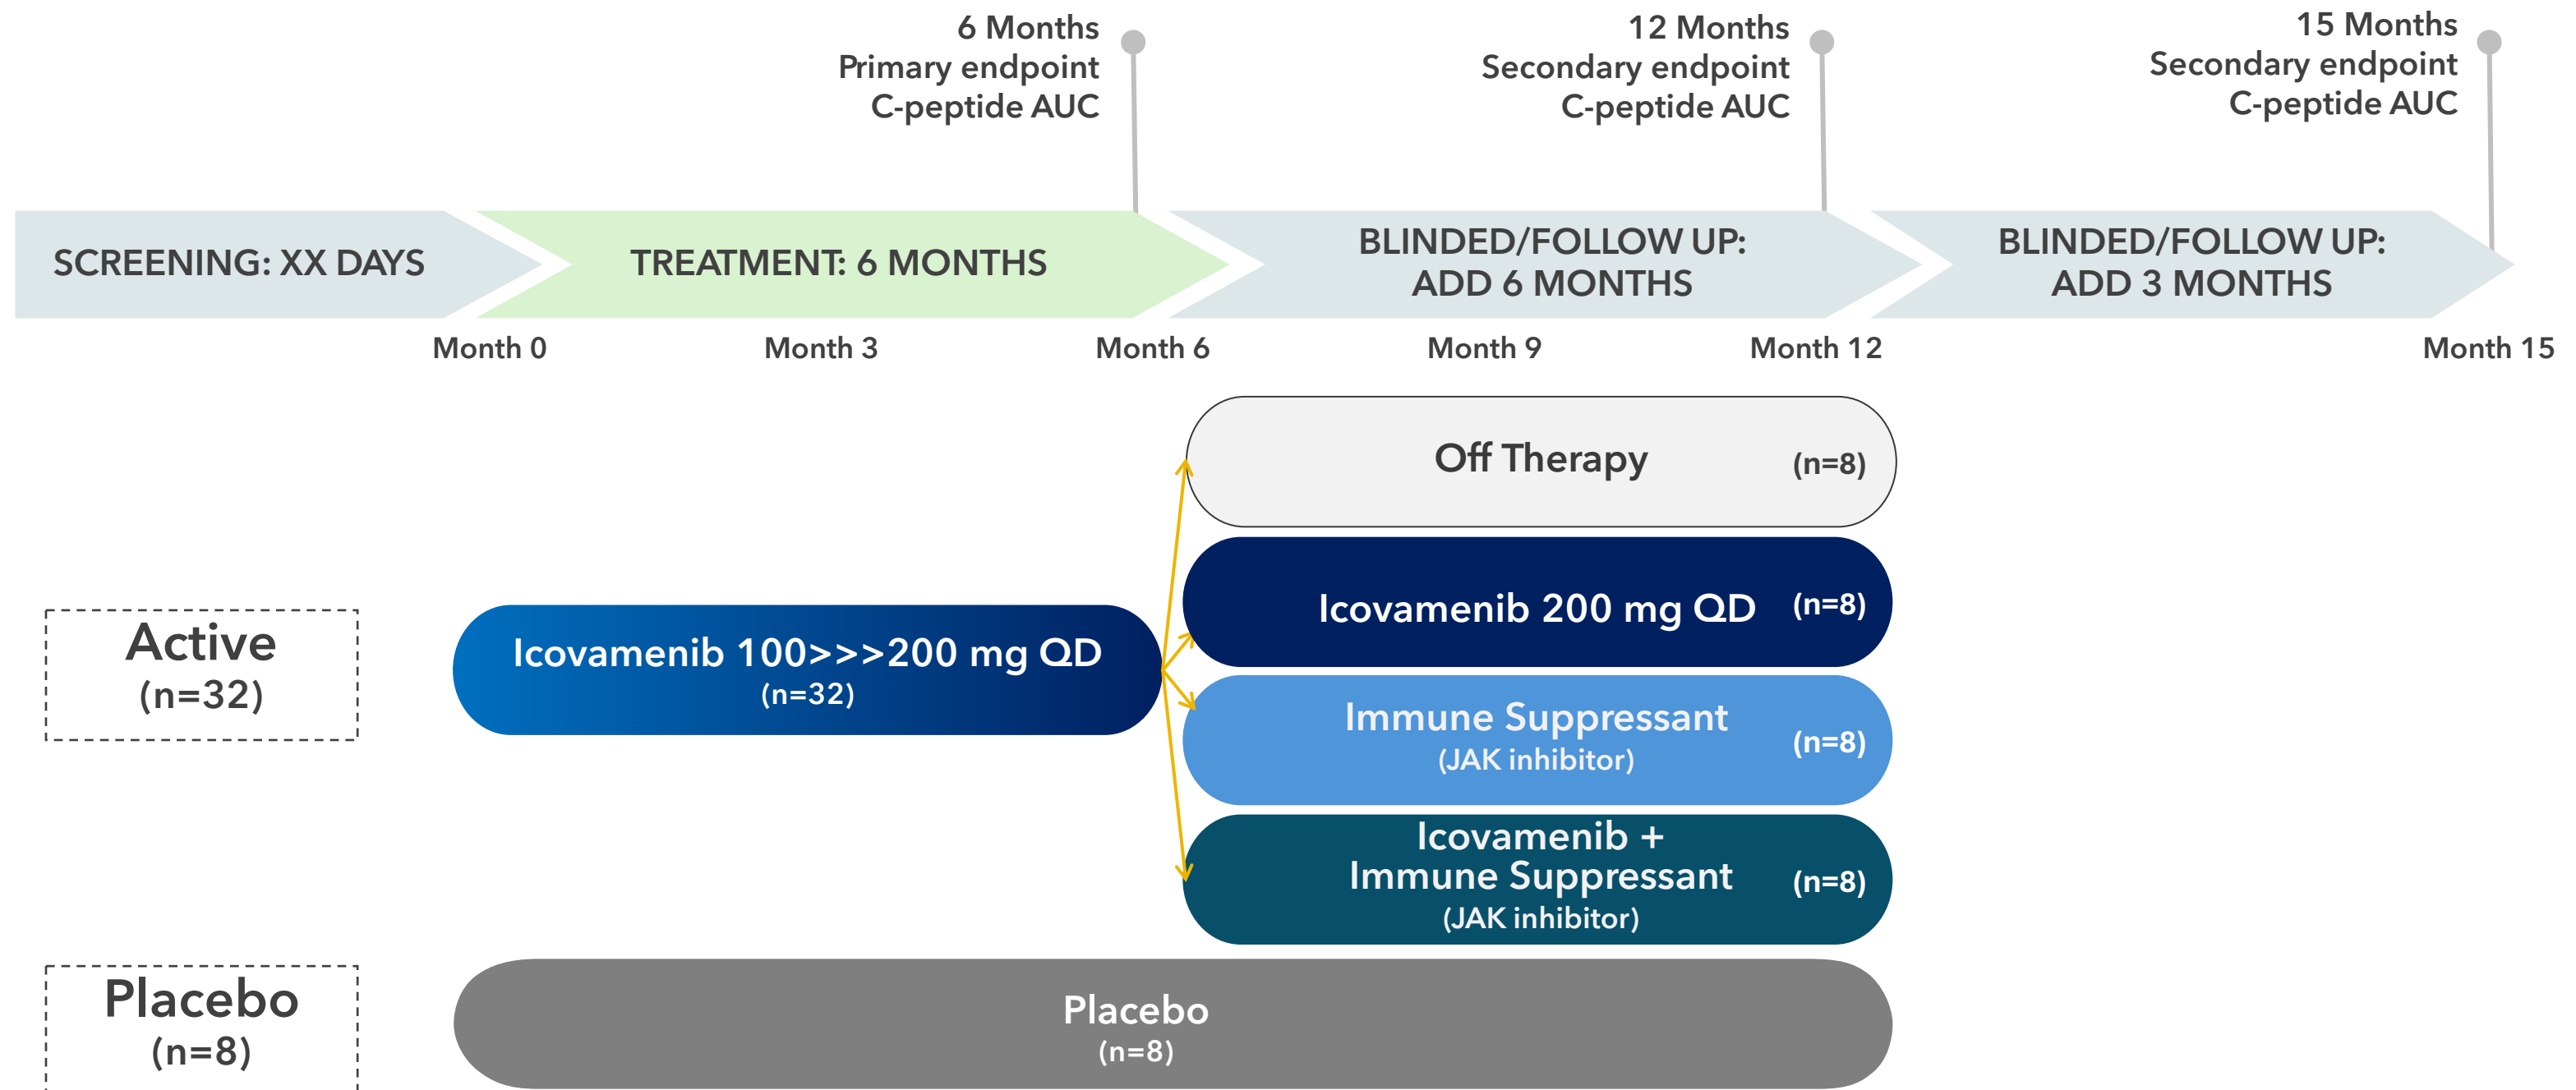 6 Months
Primary endpoint
C-peptide AUC
12 Months
Secondary endpoint
C-peptide AUC
15 Months
Secondary endpoint
C-peptide AUC
SCREENING: XX DAYS
TREATMENT: 6 MONTHS
BLINDED/FOLLOW UP:
ADD 6 MONTHS
BLINDED/FOLLOW UP:
ADD 3 MONTHS
Month 0
Month 3
Month 6
Month 9
Month 12
Month 15
Off Therapy
(n=8)
Icovamenib 200 mg QD
(n=8)
Active
(n=32)
Icovamenib 100>>>200 mg QD
(n=32)
Immune Suppressant
(JAK inhibitor)
(n=8)
Icovamenib +
Immune Suppressant
(JAK inhibitor)
(n=8)
Placebo
(n=8)
Placebo
(n=8)